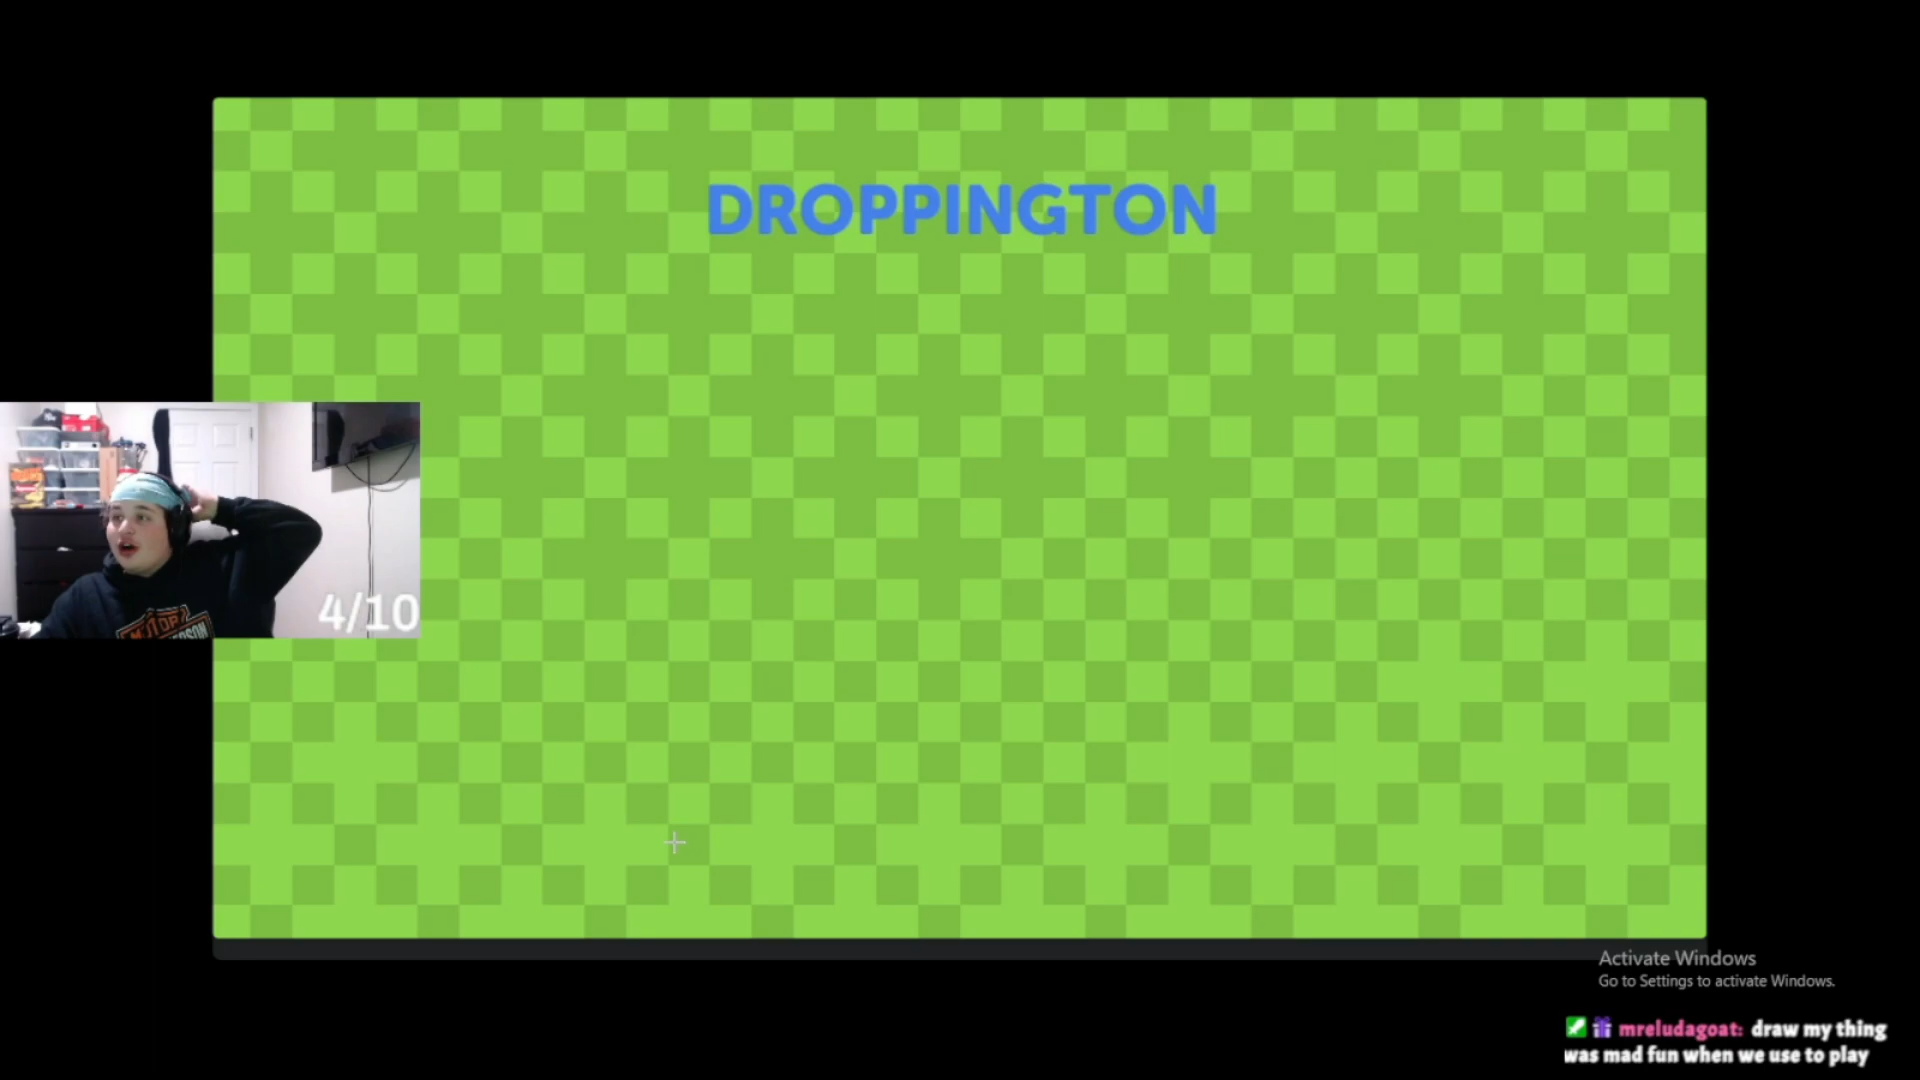 DROPPINGTON
MOTOR
4/10
Activate Windows
Go to Settings to activate Windows.
mreludagoat: draw my thing
was mad fun when we use to play